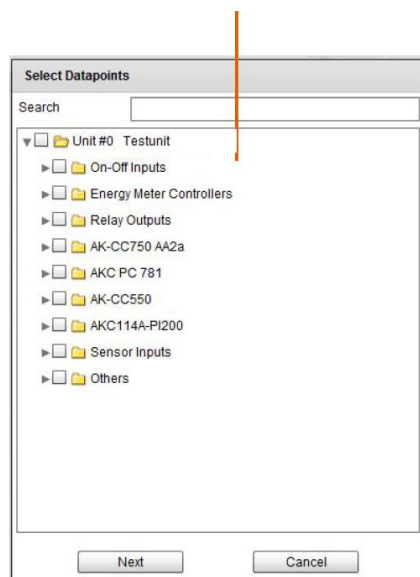 Select Datapoints
Search
Unit #0 Testunit
On-Off Inputs
Energy Meter Controllers
Relay Outputs
AK-CC750 AA2a
AKC PC 781
AK-CC550
AKC114A-PI200
Sensor Inputs
Others
Next Cancel